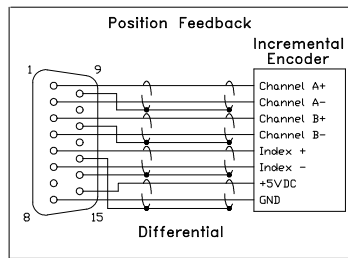 Position Feedback
Incremental
Encoder
1
9
Channel A+
Channel A-
Channel B+
Channel B-
Index +
Index -
+5VDC
GND
8
15
Differential